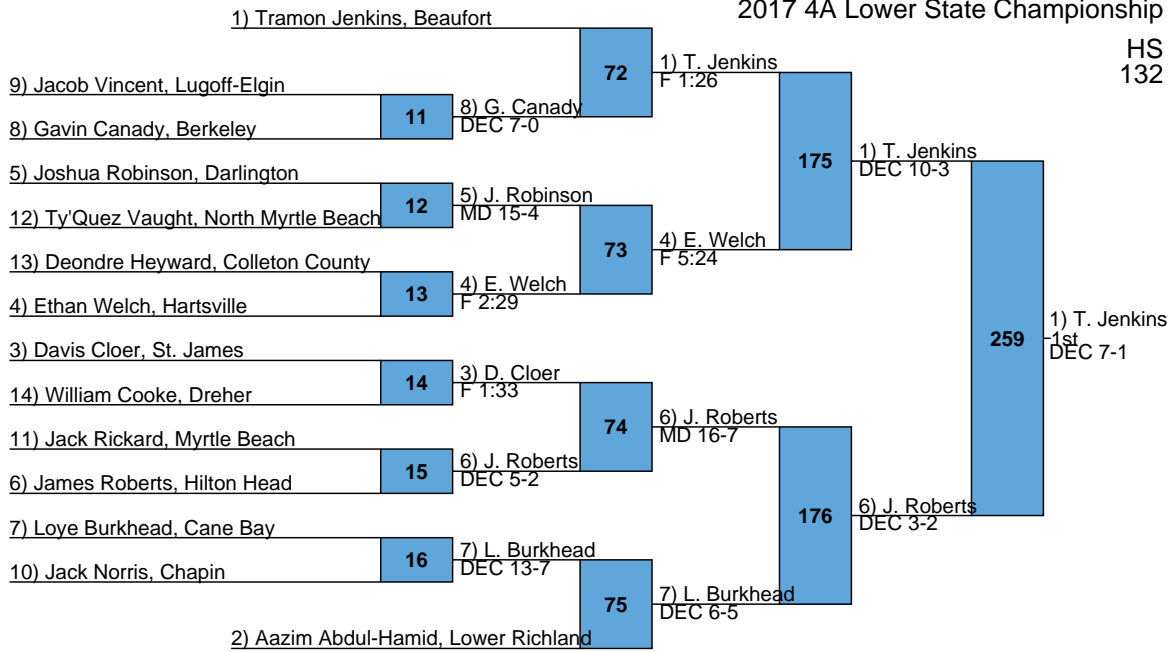 2017 4A Lower State Championship
HS
132
1) Tramon Jenkins, Beaufort
9) Jacob Vincent, Lugoff-Elgin
8) Gavin Canady, Berkeley
5) Joshua Robinson, Darlington
12) Ty'Quez Vaught, North Myrtle Beach
13) Deondre Heyward, Colleton County
4) Ethan Welch, Hartsville
3) Davis Cloer, St. James
14) William Cooke, Dreher
11) Jack Rickard, Myrtle Beach
6) James Roberts, Hilton Head
7) Loye Burkhead, Cane Bay
10) Jack Norris, Chapin
2) Aazim Abdul-Hamid, Lower Richland
11
12
13
14
15
16
8) G. Canady
DEC 7-0
5) J. Robinson
MD 15-4
4) E. Welch
F 2:29
3) D. Cloer
F 1:33
6) J. Roberts
DEC 5-2
7) L. Burkhead
DEC 13-7
72
73
74
75
1) T. Jenkins
F 1:26
4) E. Welch
F 5:24
6) J. Roberts
MD 16-7
7) L. Burkhead
DEC 6-5
175
176
1) T. Jenkins
DEC 10-3
6) J. Roberts
DEC 3-2
259
1) T. Jenkins
1st
DEC 7-1